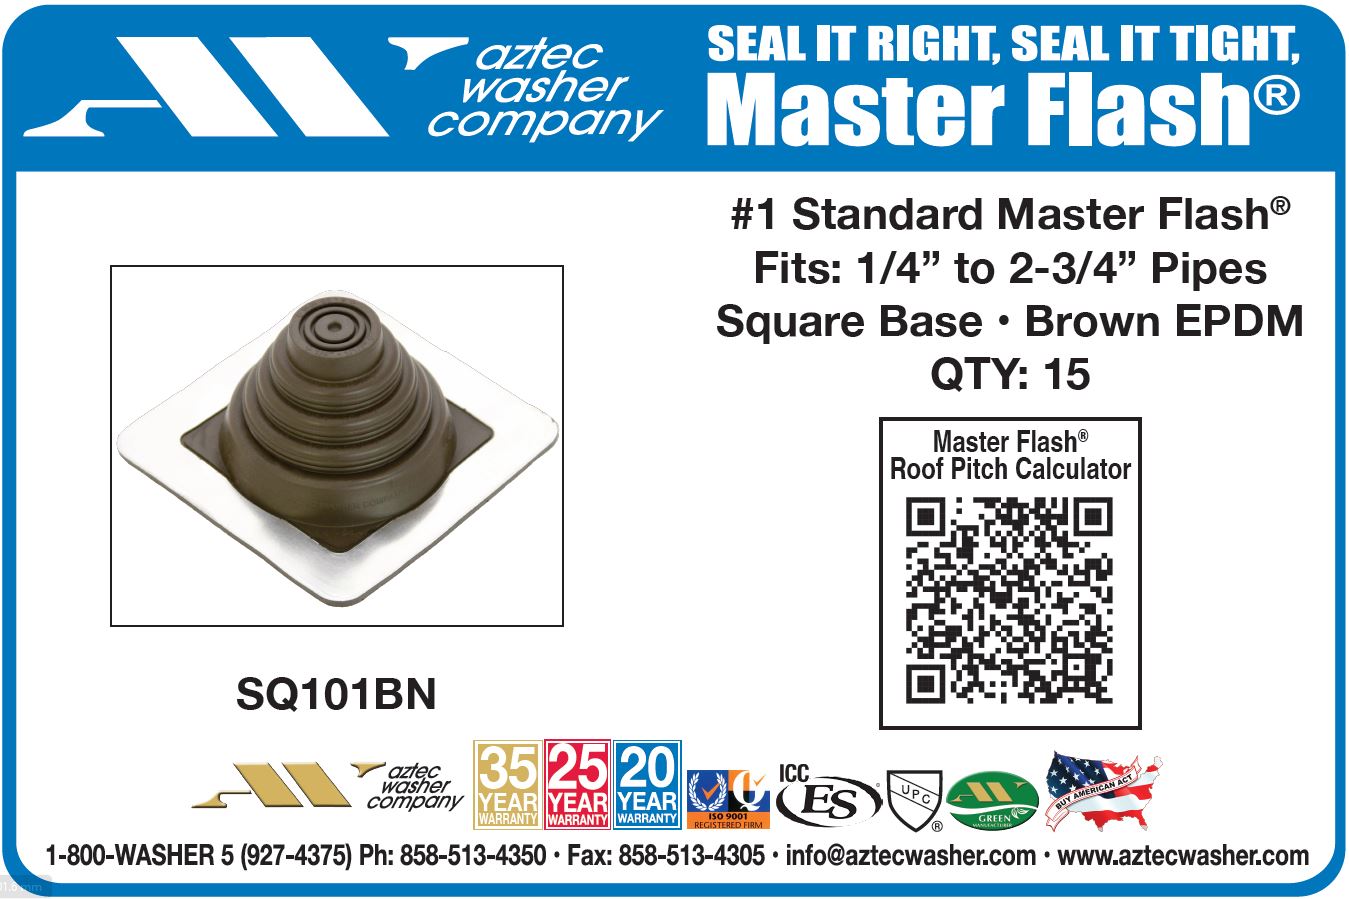 aztec
washer
company
SEAL IT RIGHT, SEAL IT TIGHT,
Master Flash®
#1 Standard Master Flash®
Fits: 1/4” to 2-3/4” Pipes
Square Base • Brown EPDM
QTY: 15
Master Flash®
Roof Pitch Calculator
SQ101BN
aztec
washer
company
35
YEAR
WARRANTY
25
YEAR
WARRANTY
20
YEAR
WARRANTY
ISO 9001
REGISTERED FIRM
ICC
ES
UPC
®
GREEN
MANUFACTURER
BUY AMERICAN ACT
1-800-WASHER 5 (927-4375) Ph: 858-513-4350 • Fax: 858-513-4305 • info@aztecwasher.com • www.aztecwasher.com